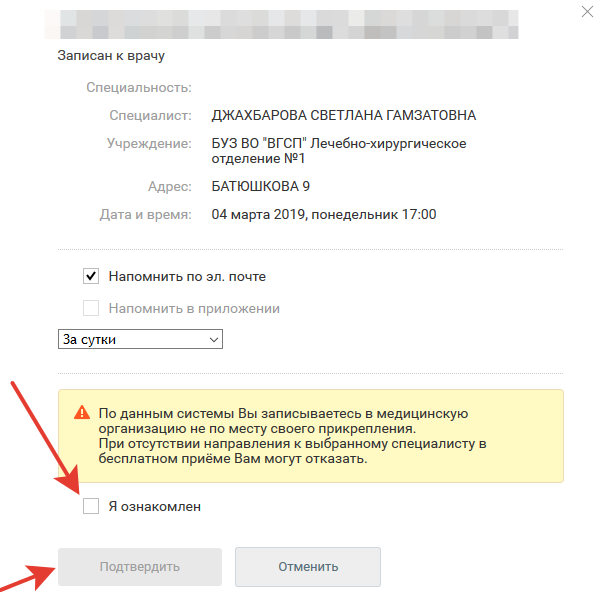 Записан к врачу
Специальность:
Специалист: ДЖАХБАРОВА СВЕТЛАНА ГАМЗАТОВНА
Учреждение: БУЗ ВО "ВГСП" Лечебно-хирургическое
отделение №1
Адрес: БАТЮШКОВА 9
Дата и время: 04 марта 2019, понедельник 17:00
Напомнить по эл. почте
Напомнить в приложении
За сутки
По данным системы Вы записываетесь в медицинскую
организацию не по месту своего прикрепления.
При отсутствии направления к выбранному специалисту в
бесплатном приёме Вам могут отказать.
Я ознакомлен
Подтвердить Отменить